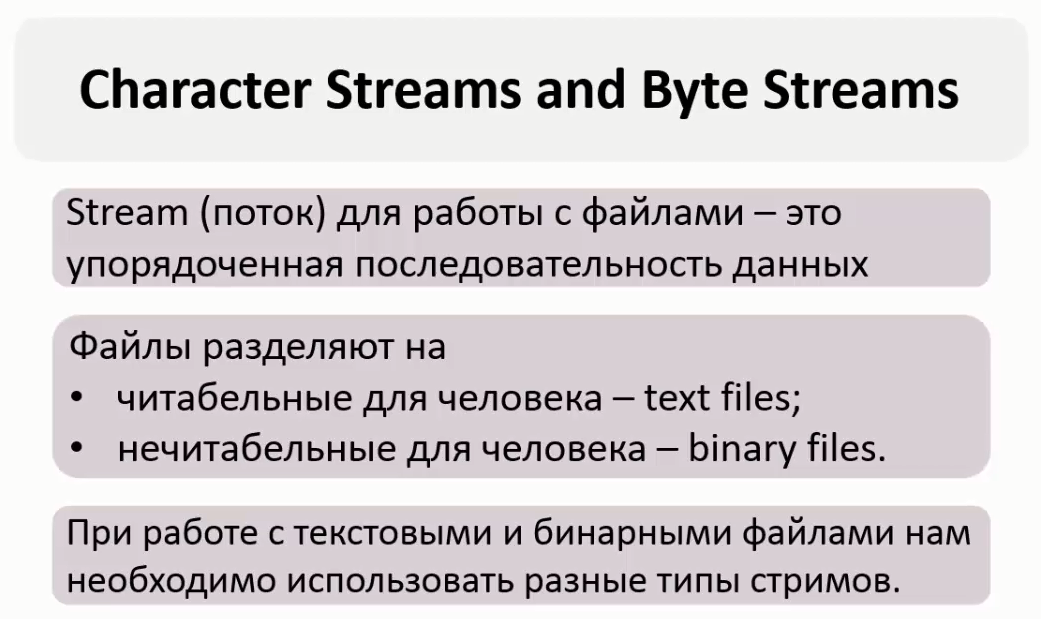 Character Streams and Byte Streams
Stream (поток) для работы с файлами – это
упорядоченная последовательность данных
Файлы разделяют на
• читабельные для человека – text files;
• нечитабельные для человека – binary files.
При работе с текстовыми и бинарными файлами нам
необходимо использовать разные типы стримов.